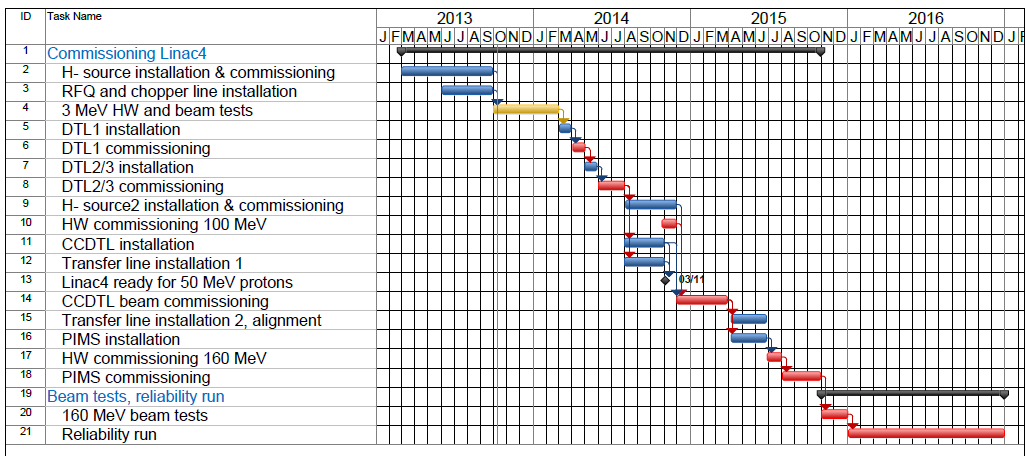 ID Task Name 2013 2014 2015 2016
J F M A M J J A S O N D J F M A M J J A S O N D J F M A M J J A S O N D J F M A M J J A S O N D J F
1 Commissioning Linac4
2 H- source installation & commissioning
3 RFQ and chopper line installation
4 3 MeV HW and beam tests
5 DTL1 installation
6 DTL1 commissioning
7 DTL2/3 installation
8 DTL2/3 commissioning
9 H- source2 installation & commissioning
10 HW commissioning 100 MeV
11 CCDTL installation
12 Transfer line installation 1
13 Linac4 ready for 50 MeV protons 03/11
14 CCDTL beam commissioning
15 Transfer line installation 2, alignment
16 PIMS installation
17 HW commissioning 160 MeV
18 PIMS commissioning
19 Beam tests, reliability run
20 160 MeV beam tests
21 Reliability run